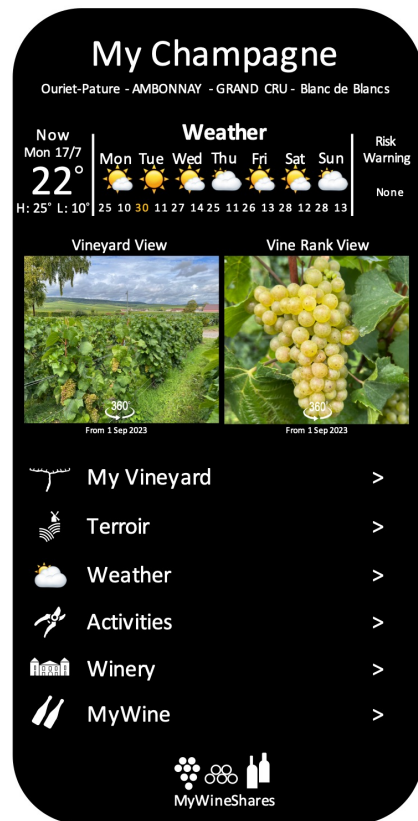 My Champagne
Ouriet-Pature - AMBONNAY - GRAND CRU - Blanc de Blancs
Now
Mon 17/7
22°
H: 25° L: 10°
Weather
Mon Tue Wed Thu Fri Sat Sun
25 10 30 11 27 14 25 11 26 13 28 12 28 13
Risk
Warning
None
Vineyard View
Vine Rank View
360°
360°
From 1 Sep 2023
From 1 Sep 2023
My Vineyard >
Terroir >
Weather >
Activities >
Winery >
MyWine >
MyWineShares